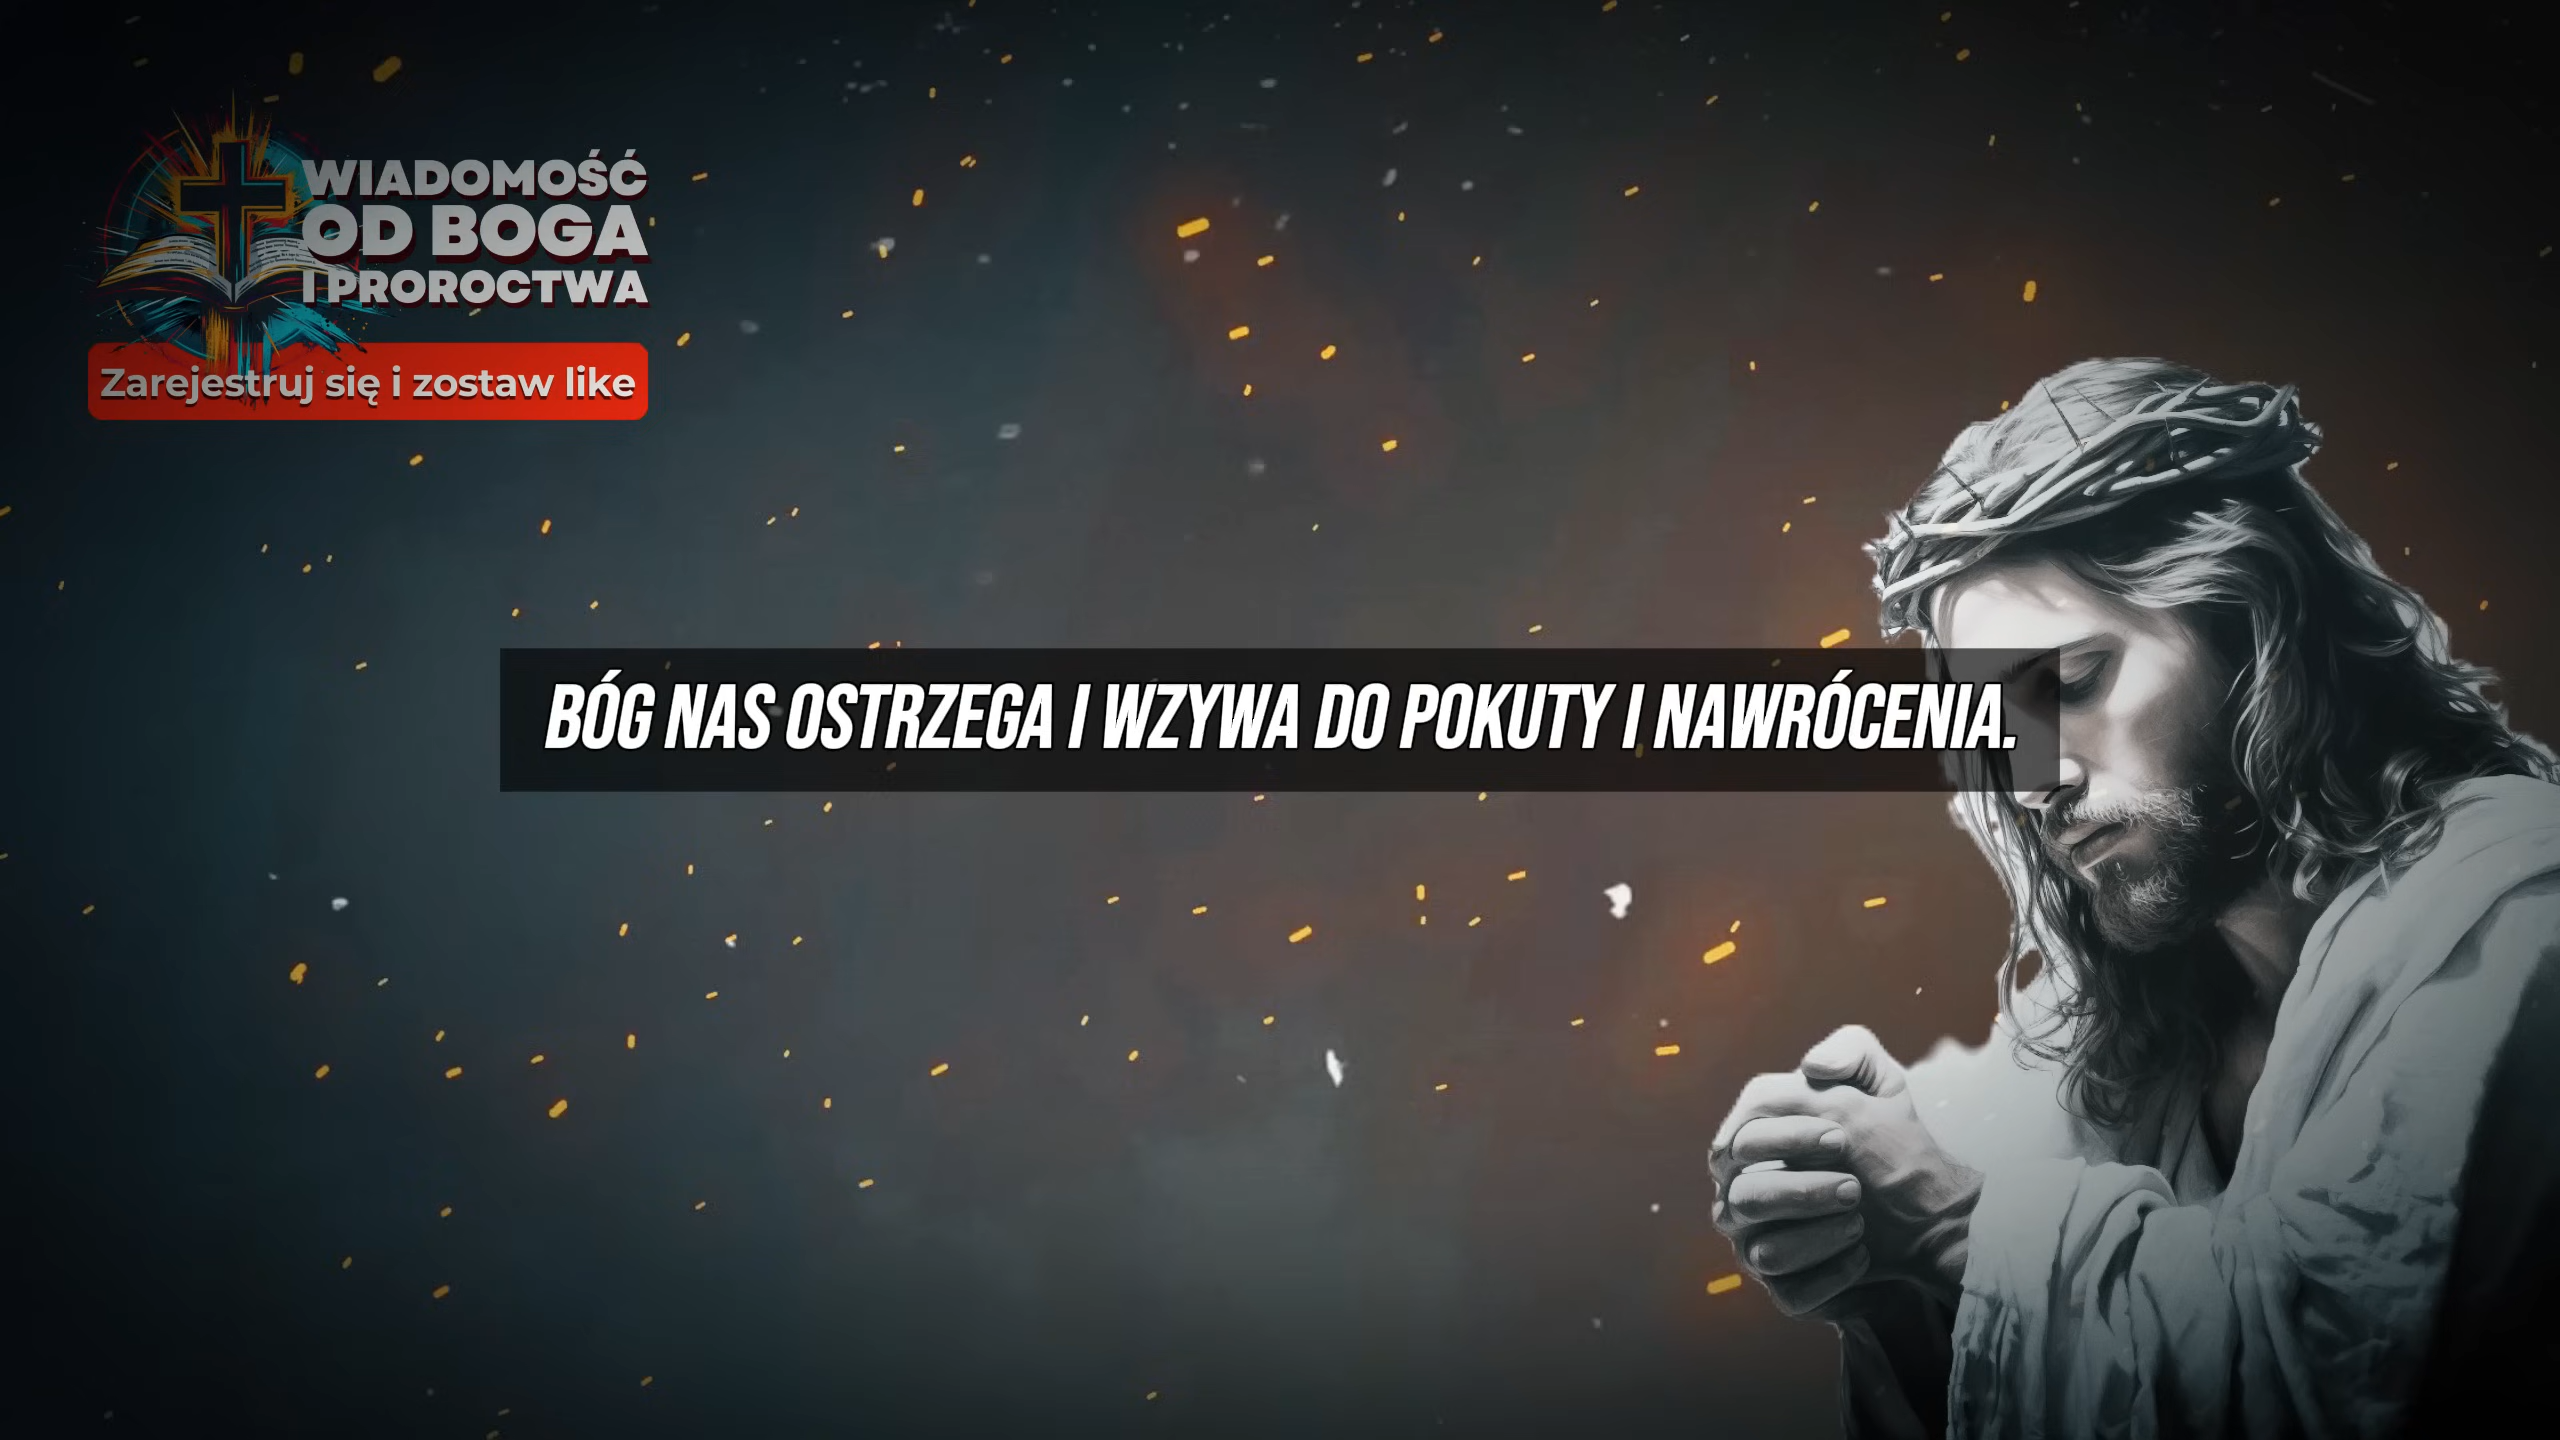 WIADOMOŚĆ
OD BOGA
I PROROCTWA
Zarejestruj się i zostaw like
BÓG NAS OSTRZEGA I WZYWA DO POKUTY I NAWRÓCENIA.